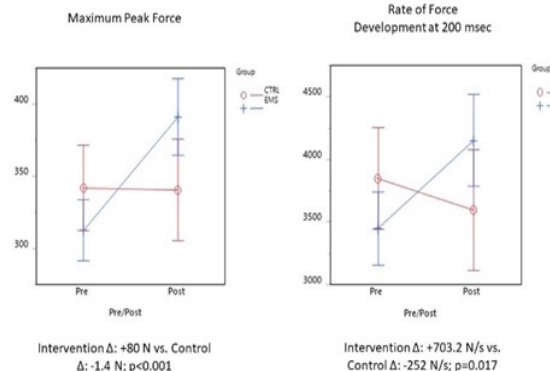 Maximum Peak Force
Rate of Force
Development at 200 msec
Group
CTRL
EMS
400
350
300
Pre
Post
Pre/Post
Group
4500
4000
3500
3000
Pre
Post
Pre/Post
Intervention Δ: +80 N vs. Control
Δ: -1.4 N; p<0.001
Intervention Δ: +703.2 N/s vs.
Control Δ: -252 N/s; p=0.017